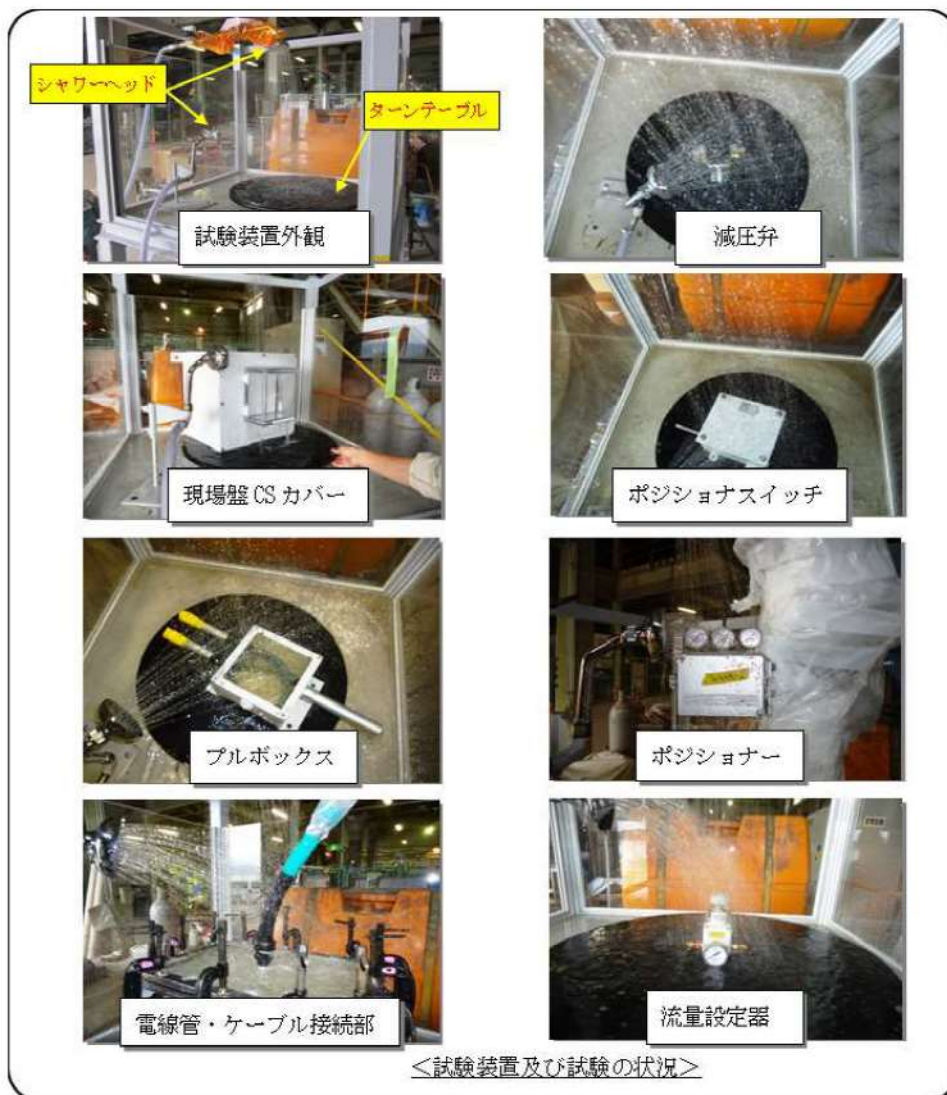 シャワーヘッド
ターンテーブル
試験装置外観
減圧弁
現場盤 CS カバー
ポジショナスイッチ
プルボックス
ポジショナー
電線管・ケーブル接続部
流量設定器
<試験装置及び試験の状況>